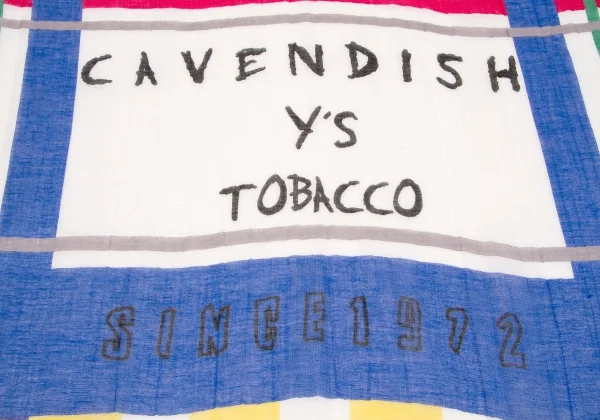 CAVENDISH
Y'S
TOBACCO
SINCE1972